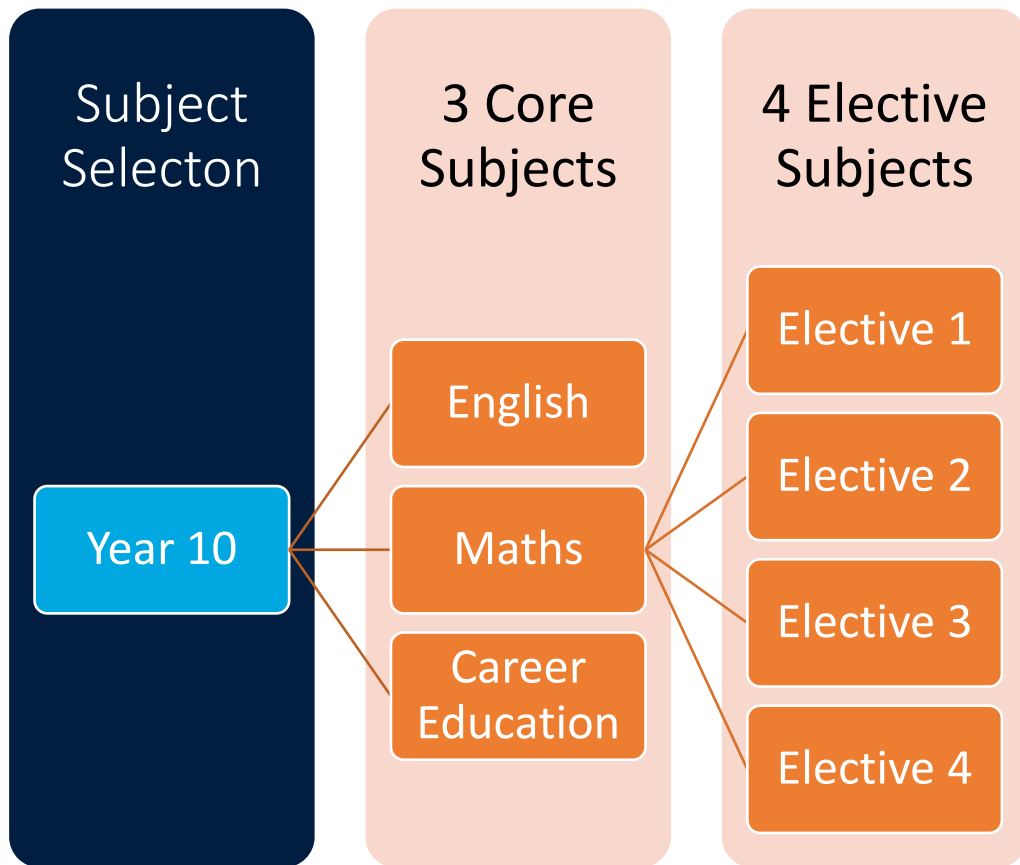 Subject
Selecton
3 Core
Subjects
4 Elective
Subjects
Year 10
English
Maths
Career
Education
Elective 1
Elective 2
Elective 3
Elective 4